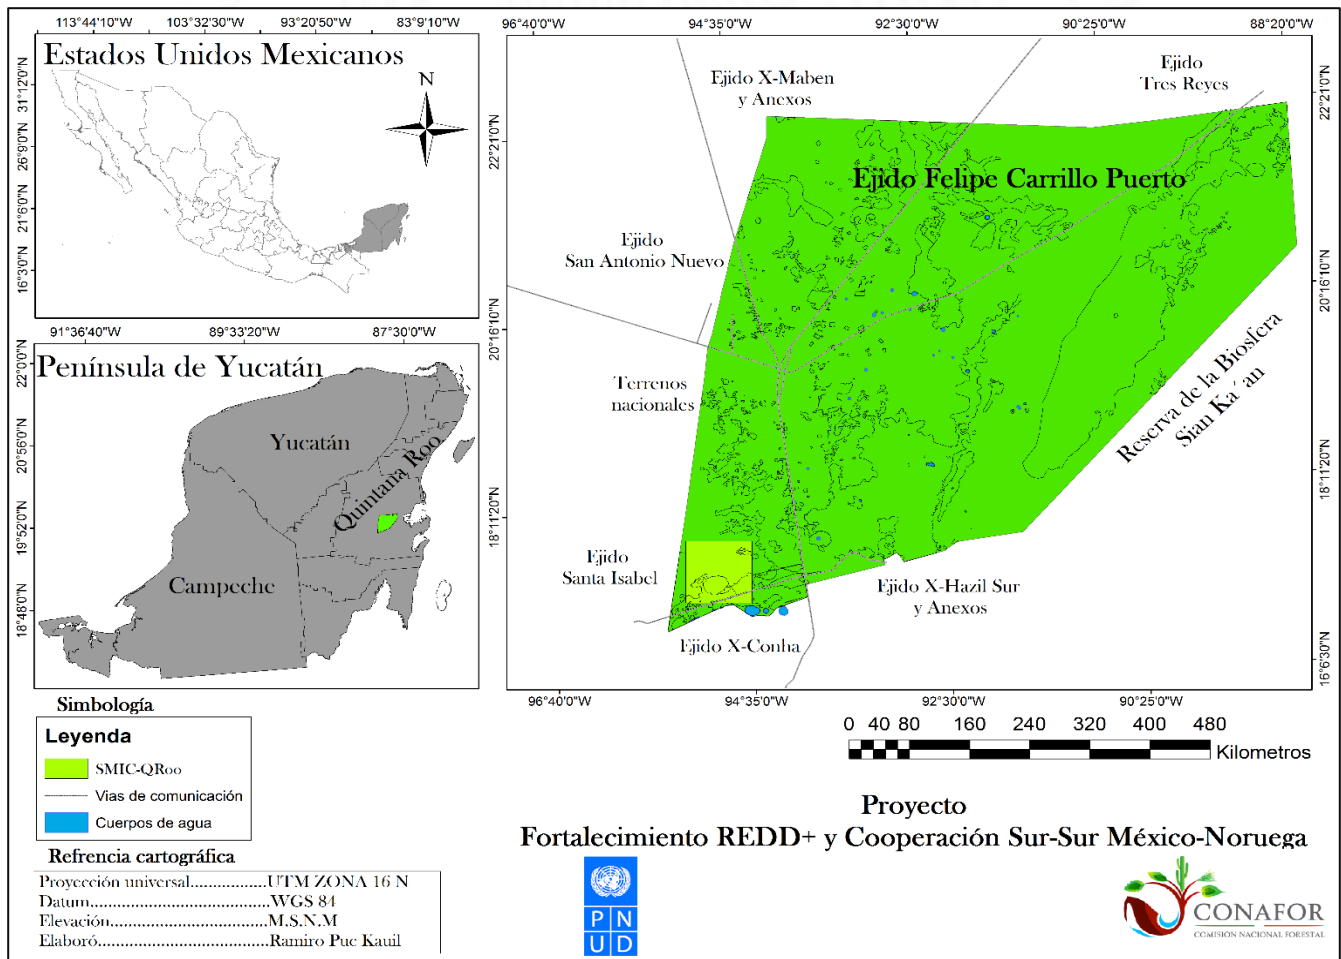 113°44'10"W
103°32'30"W
93°20'50"W
83°9'10"W
Estados Unidos Mexicanos
N
31°12'0"N
26°9'0"N
21°6'0"N
16°3'0"N
91°36'40"W
89°33'20"W
87°30'0"W
Península de Yucatán
22°0'0"N
20°56'0"N
19°52'0"N
18°48'0"N
Yucatán
Quintana Roo
Campeche
96°40'0"W
94°35'0"W
92°30'0"W
90°25'0"W
88°20'0"W
Ejido X-Maben
y Anexos
Ejido
Tres Reyes
22°21'0"N
22°21'0"N
Ejido Felipe Carrillo Puerto
Ejido
San Antonio Nuevo
20°16'0"N
20°16'10"N
Terrenos
nacionales
Reserva de la Biosfera
Sian Ka´an
18°11'20"N
18°11'20"N
Ejido
Santa Isabel
Ejido X-Hazil Sur
y Anexos
Ejido X-Conha
16°6'30"N
96°40'0"W
94°35'0"W
92°30'0"W
90°25'0"W
0 40 80 160 240 320 400 480
Kilometros
Simbología
Leyenda
SMIC-QRoo
Vias de comunicación
Cuerpos de agua
Refrencia cartográfica
Proyección universal................UTM ZONA 16 N
Datum.......................................WGS 84
Elevación..................................M.S.N.M
Elaboró.....................................Ramiro Puc Kauil
Proyecto
Fortalecimiento REDD+ y Cooperación Sur-Sur México-Noruega
PN
UD
CONAFOR
COMISIÓN NACIONAL FORESTAL